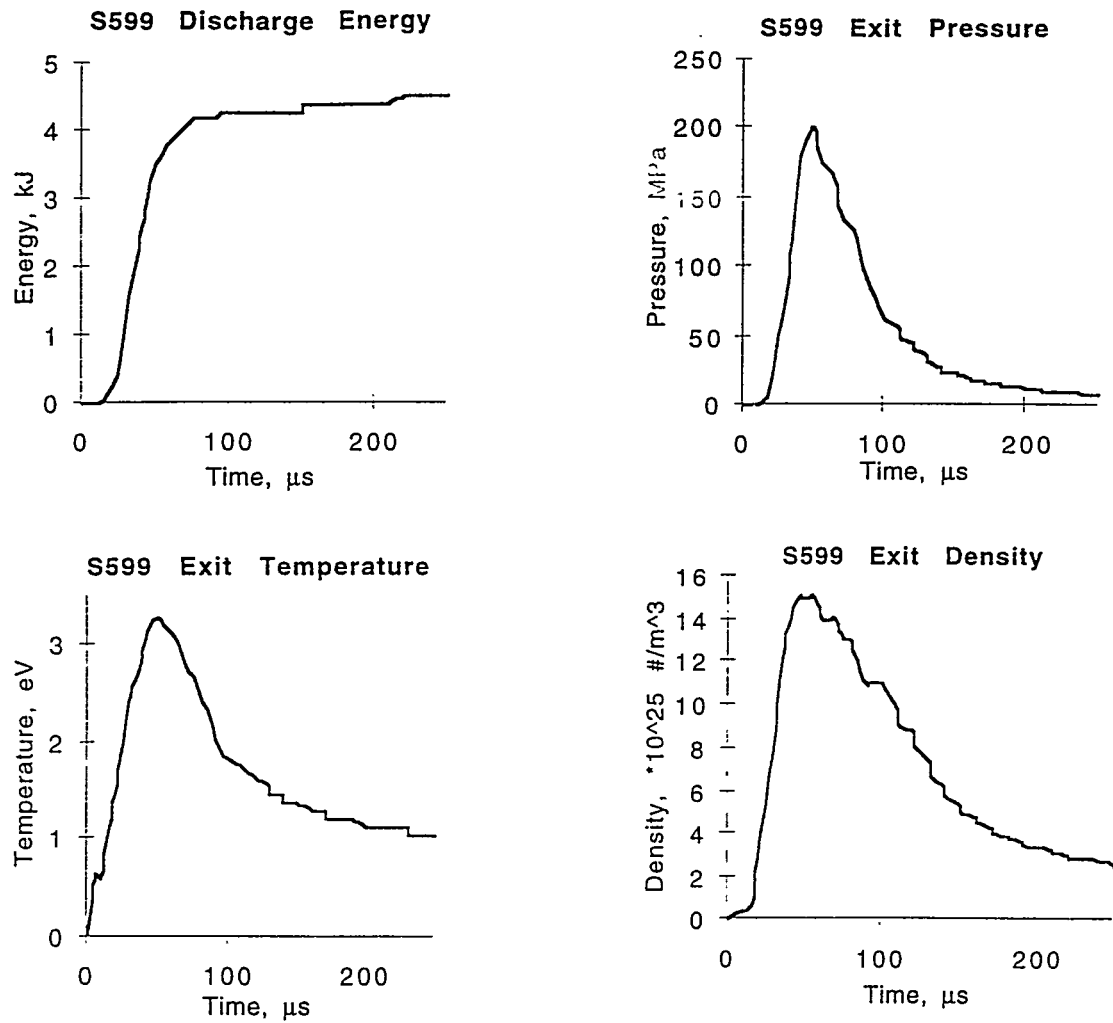 S599 Discharge Energy
5
4
3
2
1
0
Energy, kJ
0 100 200
Time, μs
S599 Exit Pressure
250
200
150
100
50
0
Pressure, MPa
0 100 200
Time, μs
S599 Exit Temperature
3
2
1
0
Temperature, eV
0 100 200
Time, μs
S599 Exit Density
16
14
12
10
8
6
4
2
0
Density, *10^25 #/m^3
0 100 200
Time, μs